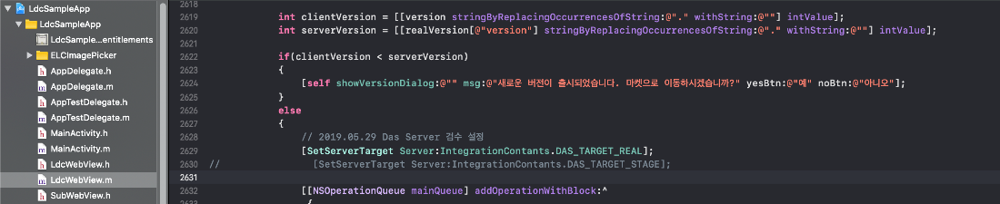 LdcSampleApp
LdcSampleApp
LdcSample...entitlements
ELCImagePicker
AppDelegate.h
AppDelegate.m
AppTestDelegate.h
AppTestDelegate.m
MainActivity.h
MainActivity.m
LdcWebView.h
LdcWebView.m
SubWebView.h
2618
2619 int clientVersion = [[version stringByReplacingOccurrencesOfString:@"." withString:@""] intValue];
2620 int serverVersion = [[realVersion[@"version"] stringByReplacingOccurrencesOfString:@"." withString:@""] intValue];
2621
2622 if(clientVersion < serverVersion)
2623 {
2624 [self showVersionDialog:@"" msg:@"새로운 버전이 출시되었습니다. 마켓으로 이동하시겠습니까?" yesBtn:@"예" noBtn:@"아니오"];
2625 }
2626 else
2627 {
2628 // 2019.05.29 Das Server 검수 설정
2629 [SetServerTarget Server:IntegrationContants.DAS_TARGET_REAL];
2630 // [SetServerTarget Server:IntegrationContants.DAS_TARGET_STAGE];
2631
2632 [[NSOperationQueue mainQueue] addOperationWithBlock:^
2633 {